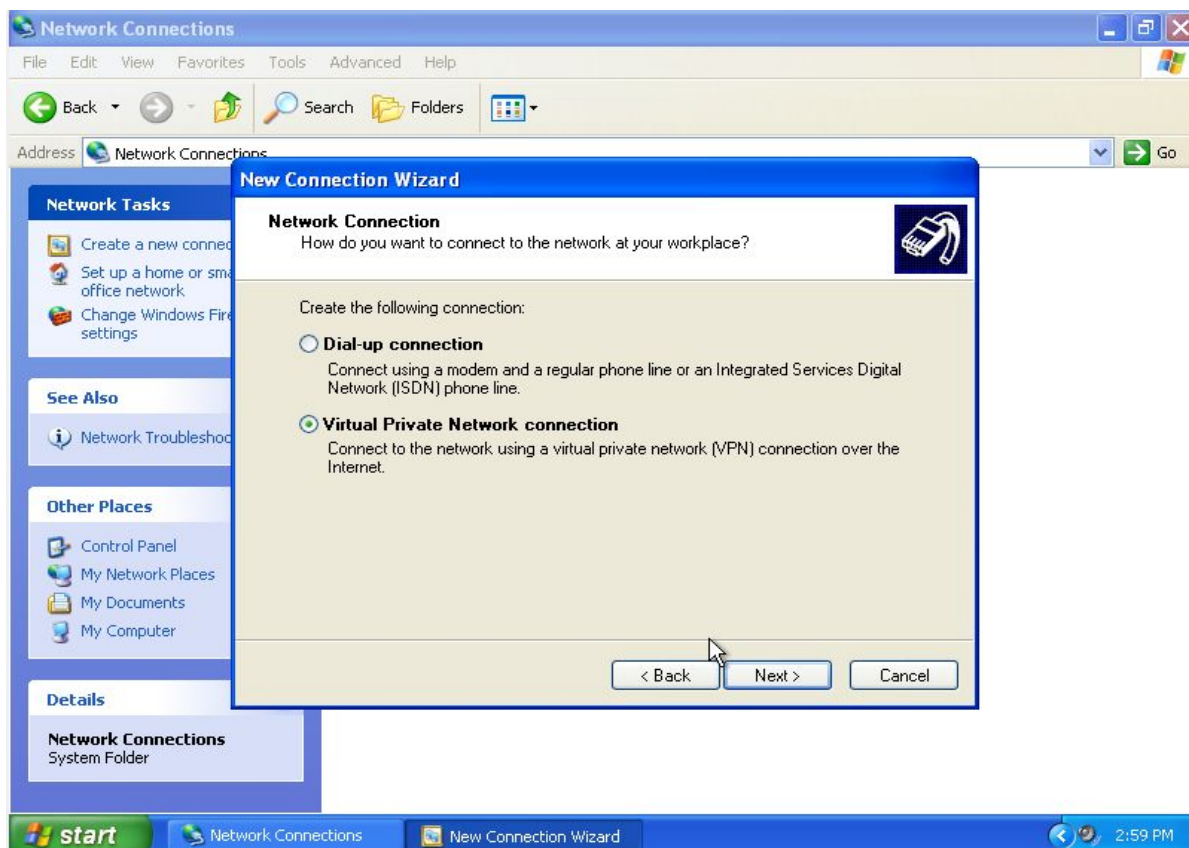 Network Connections
File Edit View Favorites Tools Advanced Help
Back Search Folders
Address Network Connections Go
Network Tasks
Create a new
Set up a home or
office network
Change Windows
settings
See Also
Network
Other Places
Control Panel
My Network Places
My Documents
My Computer
Details
Network Connections
System Folder
New Connection Wizard
Network Connection
How do you want to connect to the network at your workplace?
Create the following connection:
Dial-up connection
Connect using a modem and a regular phone line or an Integrated Services Digital
Network (ISDN) phone line.
Virtual Private Network connection
Connect to the network using a virtual private network (VPN) connection over the
Internet.
< Back Next > Cancel
start Network Connections New Connection Wizard 2:59 PM